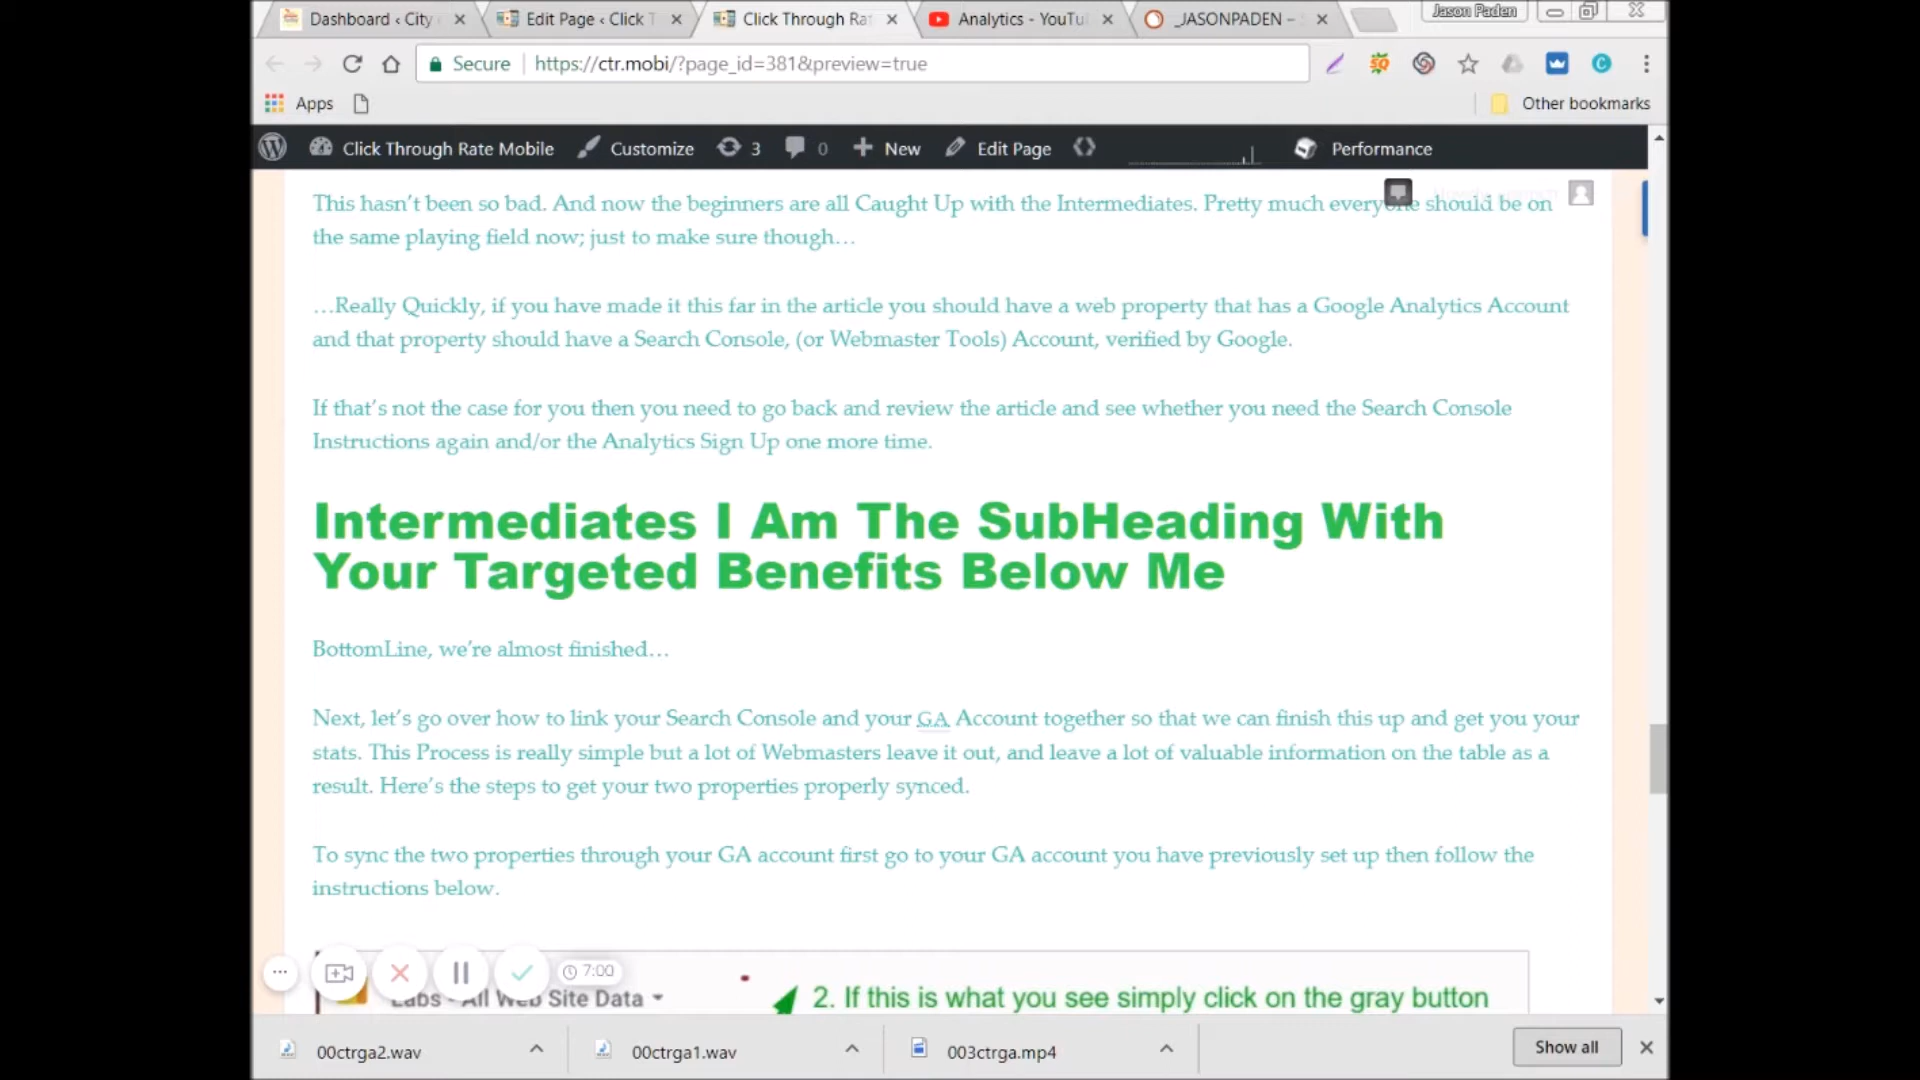 Dashboard ‹ City
Edit Page ‹ Click T
Click Through Rat
Analytics - YouTu
_JASONPADEN –
Jason Paden
Secure
https://ctr.mobi/?page_id=381&preview=true
Apps
Other bookmarks
Click Through Rate Mobile
Customize
3
0
New
Edit Page
Performance
This hasn't been so bad. And now the beginners are all Caught Up with the Intermediates. Pretty much everyone should be on
the same playing field now; just to make sure though…
…Really Quickly, if you have made it this far in the article you should have a web property that has a Google Analytics Account
and that property should have a Search Console, (or Webmaster Tools) Account, verified by Google.
If that's not the case for you then you need to go back and review the article and see whether you need the Search Console
Instructions again and/or the Analytics Sign Up one more time.
Intermediates I Am The SubHeading With
Your Targeted Benefits Below Me
BottomLine, we're almost finished…
Next, let's go over how to link your Search Console and your GA Account together so that we can finish this up and get you your
stats. This Process is really simple but a lot of Webmasters leave it out, and leave a lot of valuable information on the table as a
result. Here's the steps to get your two properties properly synced.
To sync the two properties through your GA account first go to your GA account you have previously set up then follow the
instructions below.
7:00
Labs - All Web Site Data
2. If this is what you see simply click on the gray button
00ctrga2.wav
00ctrga1.wav
003ctrga.mp4
Show all